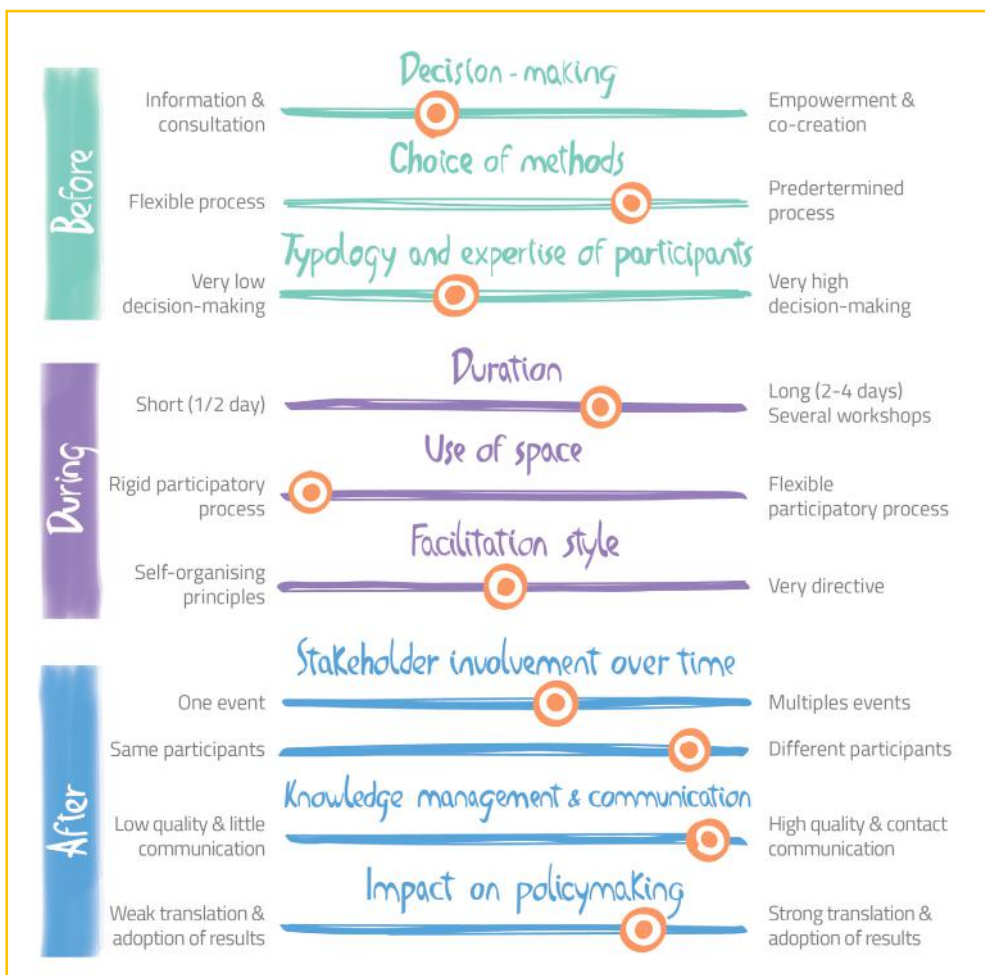 Before
Decision-making
Information &
consultation
Empowerment &
co-creation
Choice of methods
Flexible process
Predertermined
process
Typology and expertise of participants
Very low
decision-making
Very high
decision-making
During
Duration
Short (1/2 day)
Long (2-4 days)
Several workshops
Use of space
Rigid participatory
process
Flexible
participatory process
Facilitation style
Self-organising
principles
Very directive
After
Stakeholder involvement over time
One event
Multiples events
Same participants
Different participants
Knowledge management & communication
Low quality & little
communication
High quality & contact
communication
Impact on policymaking
Weak translation &
adoption of results
Strong translation &
adoption of results